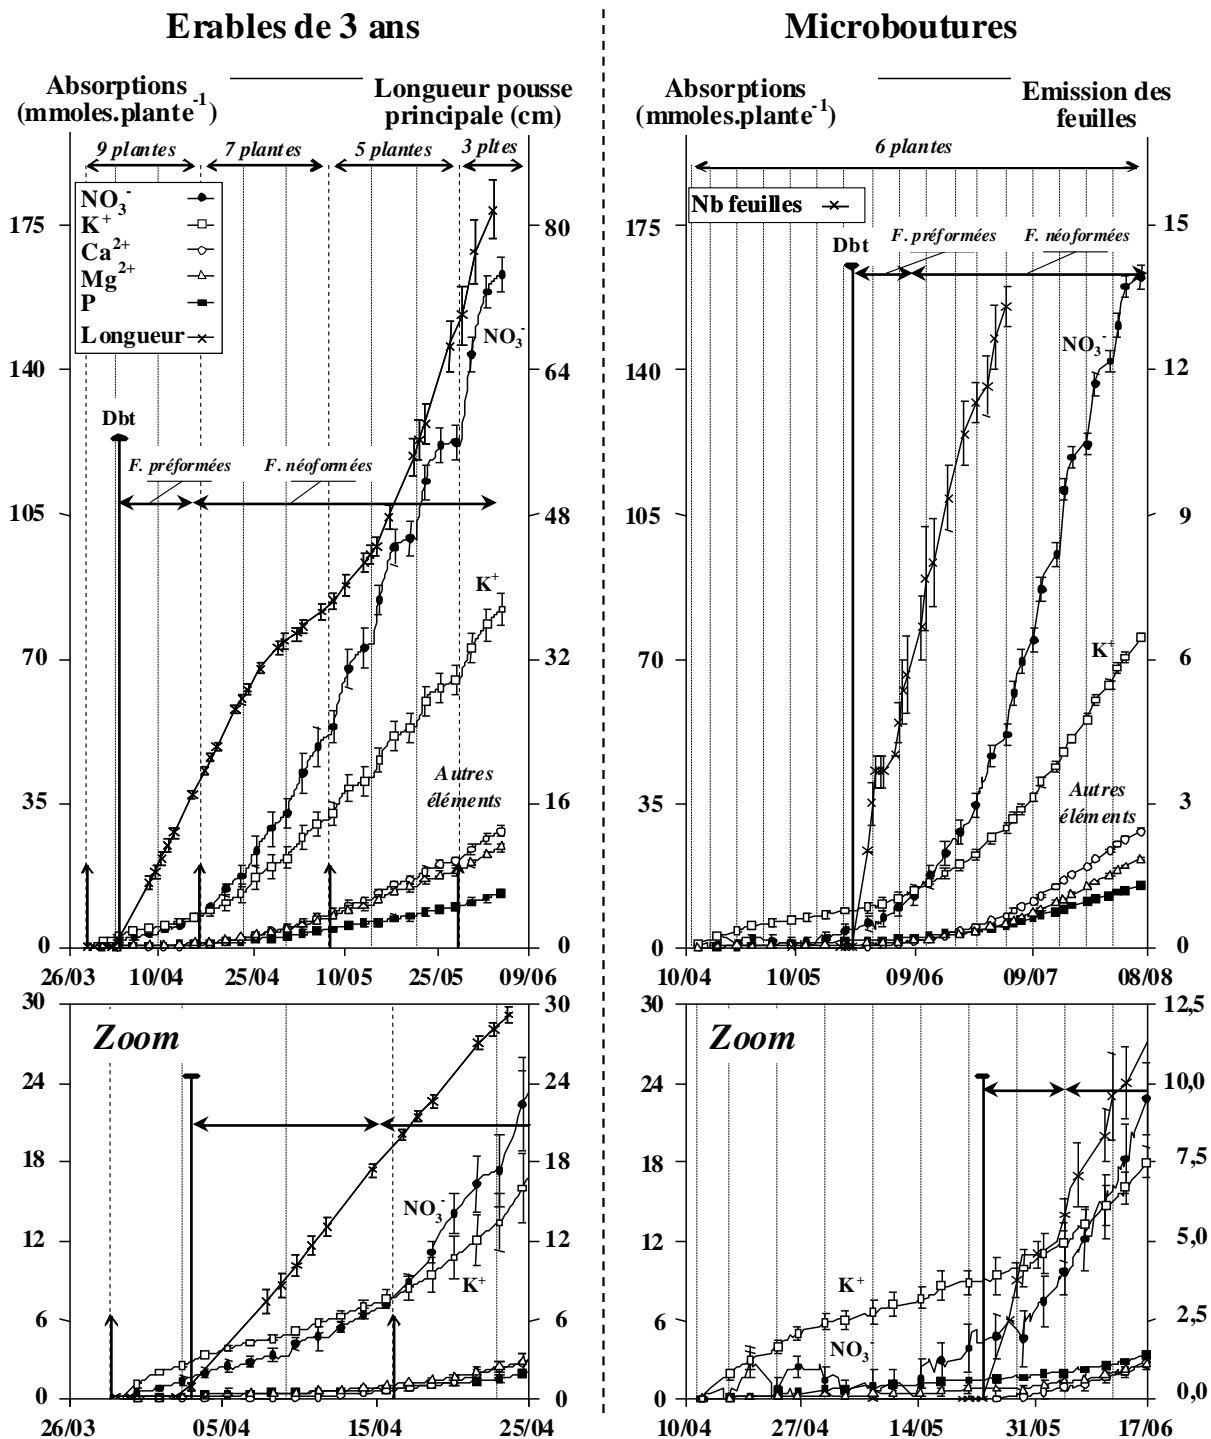 Erables de 3 ans
Absorptions
(mmoles.plante⁻¹)
Longueur pousse
principale (cm)
9 plantes
7 plantes
5 plantes
3 pltes
NO₃⁻
K⁺
Ca²⁺
Mg²⁺
P
Longueur
175
140
105
70
35
0
80
64
48
32
16
0
Dbt
F. préformées
F. néoformées
NO₃⁻
K⁺
Autres
éléments
26/03
10/04
25/04
10/05
25/05
09/06
Zoom
30
24
18
12
6
0
30
24
18
12
6
0
NO₃⁻
K⁺
26/03
05/04
15/04
25/04
Microboutures
Absorptions
(mmoles.plante⁻¹)
Emission des
feuilles
6 plantes
Nb feuilles
175
140
105
70
35
0
15
12
9
6
3
0
Dbt
F. préformées
F. néoformées
NO₃⁻
K⁺
Autres
éléments
10/04
10/05
09/06
09/07
08/08
Zoom
30
24
18
12
6
0
12,5
10,0
7,5
5,0
2,5
0,0
K⁺
NO₃⁻
10/04
27/04
14/05
31/05
17/06